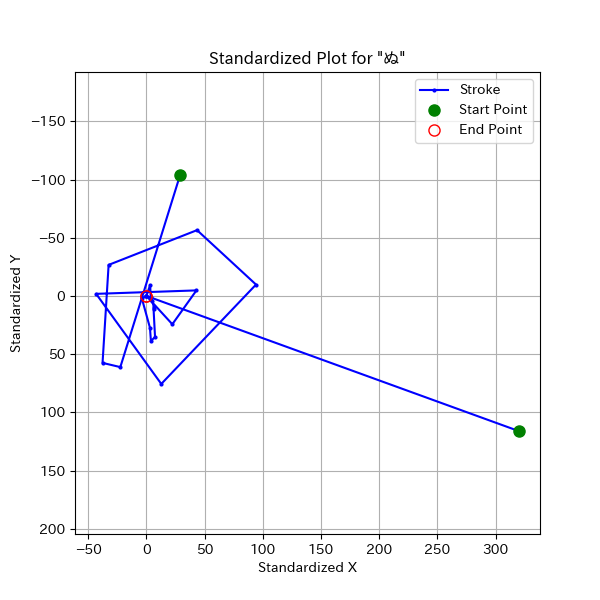 Standardized Plot for "ぬ"
Stroke
Start Point
End Point
Standardized Y
−150
−100
−50
0
50
100
150
200
−50 0 50 100 150 200 250 300
Standardized X